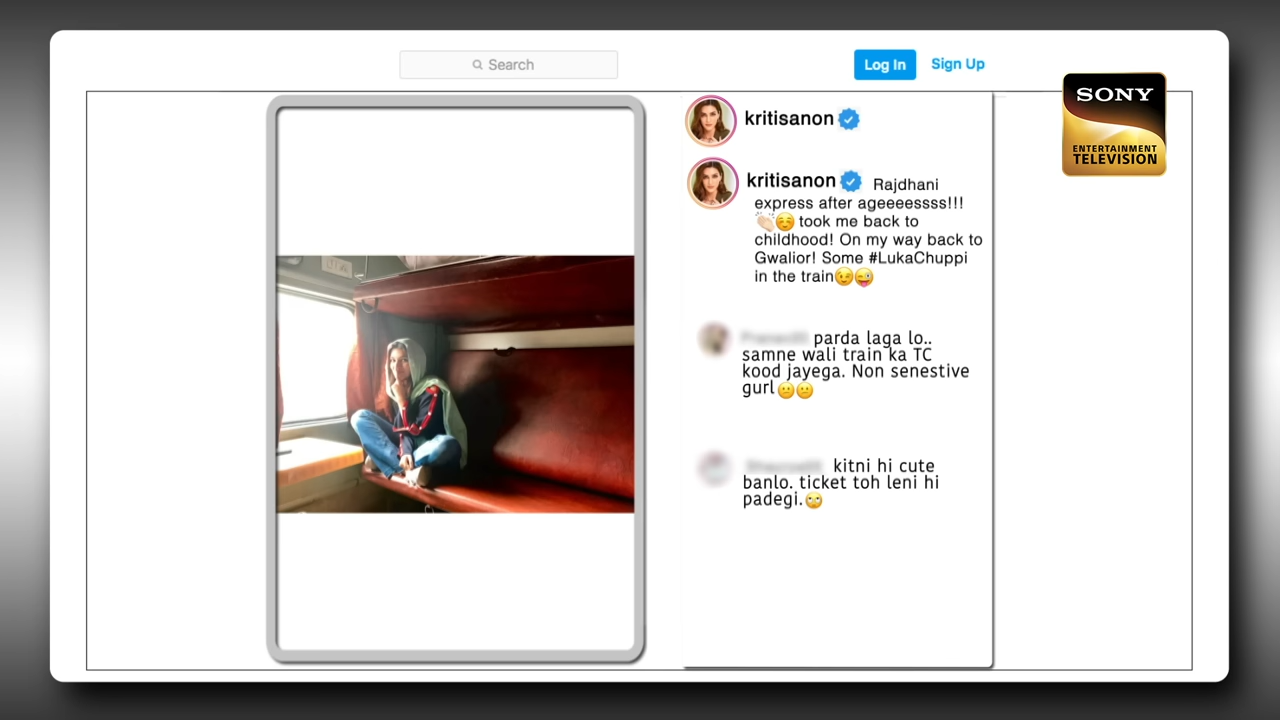 Search
Log In
Sign Up
SONY
ENTERTAINMENT
TELEVISION
kritisanon
kritisanon Rajdhani
express after ageeeessss!!!
👏🏻☺️ took me back to
childhood! On my way back to
Gwalior! Some #LukaChuppi
in the train😉😜
parda laga lo..
samne wali train ka TC
kood jayega. Non senestive
gurl😕😕
kitni hi cute
banlo. ticket toh leni hi
padegi.🙄